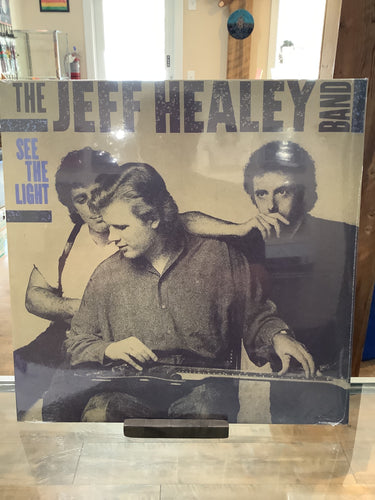 THE JEFF HEALEY BAND
SEE
THE
LIGHT